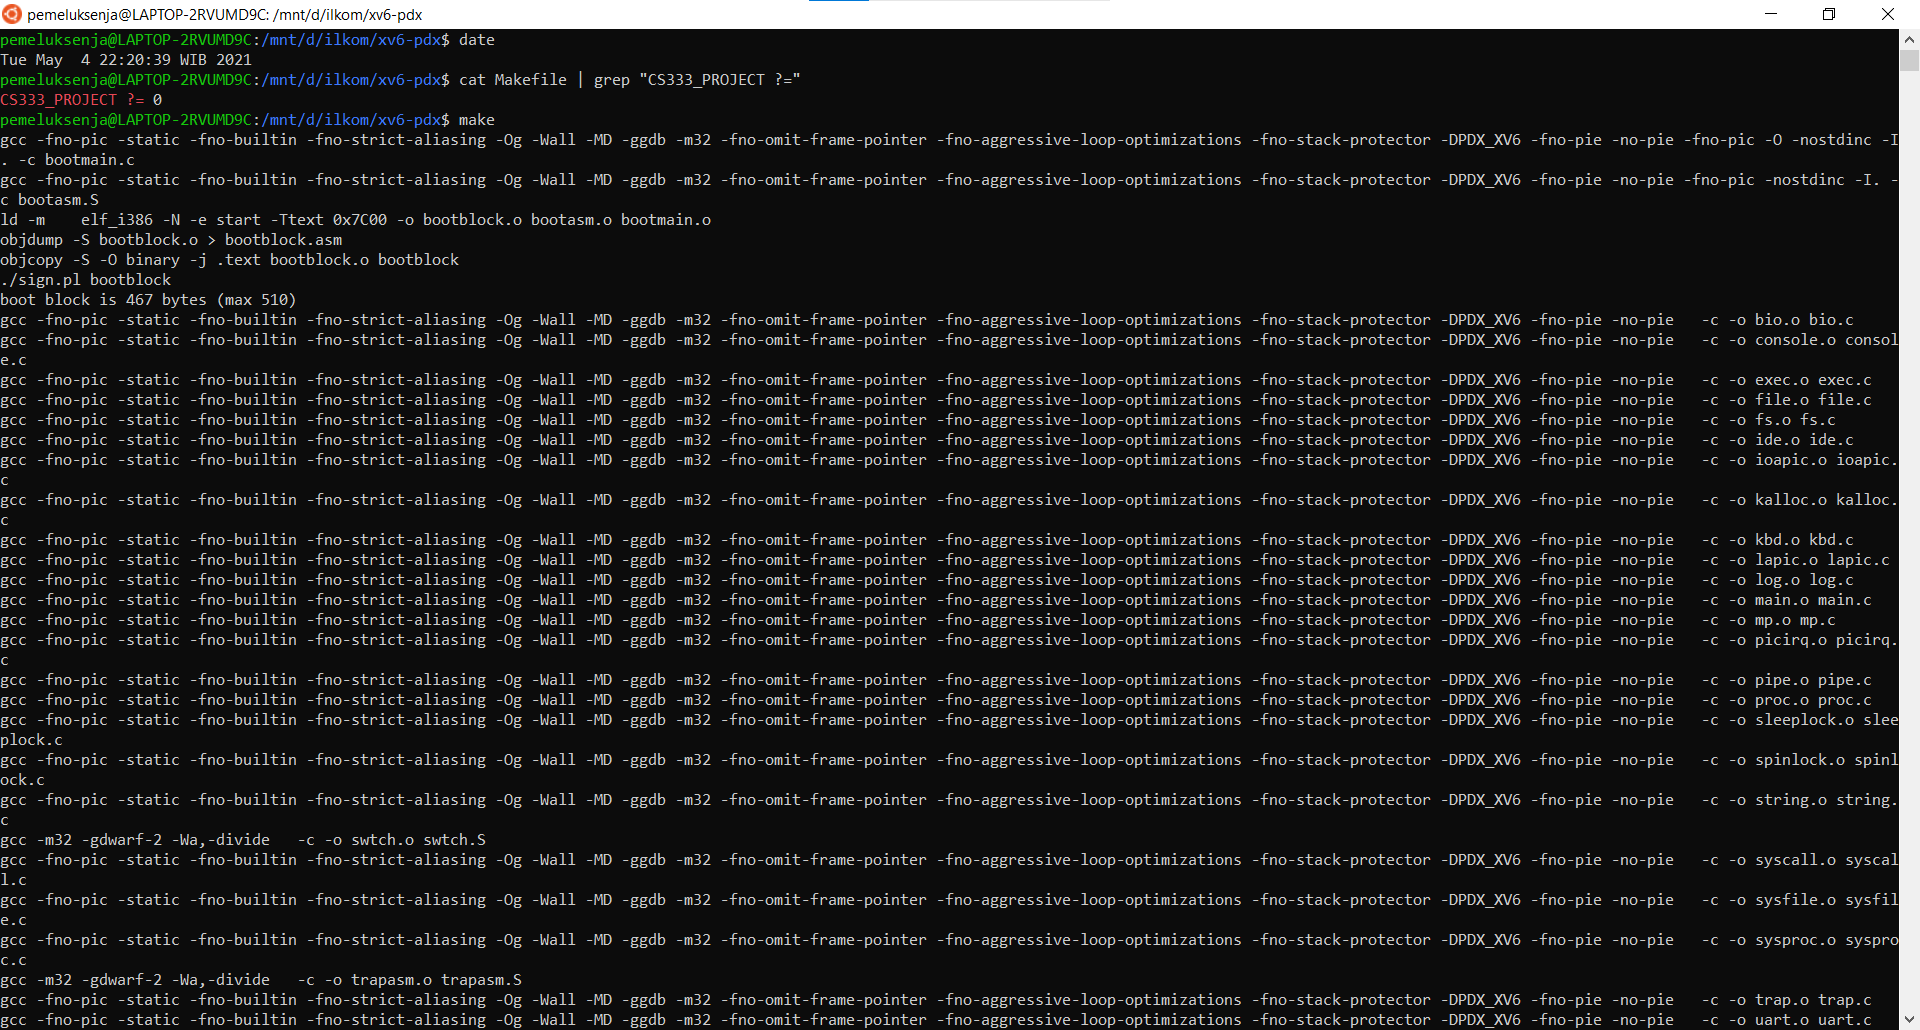 pemeluksenja@LAPTOP-2RVUMD9C: /mnt/d/ilkom/xv6-pdx
pemeluksenja@LAPTOP-2RVUMD9C:/mnt/d/ilkom/xv6-pdx$ date
Tue May  4 22:20:39 WIB 2021
pemeluksenja@LAPTOP-2RVUMD9C:/mnt/d/ilkom/xv6-pdx$ cat Makefile | grep "CS333_PROJECT ?="
CS333_PROJECT ?= 0
pemeluksenja@LAPTOP-2RVUMD9C:/mnt/d/ilkom/xv6-pdx$ make
gcc -fno-pic -static -fno-builtin -fno-strict-aliasing -Og -Wall -MD -ggdb -m32 -fno-omit-frame-pointer -fno-aggressive-loop-optimizations -fno-stack-protector -DPDX_XV6 -fno-pie -no-pie -fno-pic -O -nostdinc -I
. -c bootmain.c
gcc -fno-pic -static -fno-builtin -fno-strict-aliasing -Og -Wall -MD -ggdb -m32 -fno-omit-frame-pointer -fno-aggressive-loop-optimizations -fno-stack-protector -DPDX_XV6 -fno-pie -no-pie -fno-pic -nostdinc -I. -
c bootasm.S
ld -m    elf_i386 -N -e start -Ttext 0x7C00 -o bootblock.o bootasm.o bootmain.o
objdump -S bootblock.o > bootblock.asm
objcopy -S -O binary -j .text bootblock.o bootblock
./sign.pl bootblock
boot block is 467 bytes (max 510)
gcc -fno-pic -static -fno-builtin -fno-strict-aliasing -Og -Wall -MD -ggdb -m32 -fno-omit-frame-pointer -fno-aggressive-loop-optimizations -fno-stack-protector -DPDX_XV6 -fno-pie -no-pie   -c -o bio.o bio.c
gcc -fno-pic -static -fno-builtin -fno-strict-aliasing -Og -Wall -MD -ggdb -m32 -fno-omit-frame-pointer -fno-aggressive-loop-optimizations -fno-stack-protector -DPDX_XV6 -fno-pie -no-pie   -c -o console.o consol
e.c
gcc -fno-pic -static -fno-builtin -fno-strict-aliasing -Og -Wall -MD -ggdb -m32 -fno-omit-frame-pointer -fno-aggressive-loop-optimizations -fno-stack-protector -DPDX_XV6 -fno-pie -no-pie   -c -o exec.o exec.c
gcc -fno-pic -static -fno-builtin -fno-strict-aliasing -Og -Wall -MD -ggdb -m32 -fno-omit-frame-pointer -fno-aggressive-loop-optimizations -fno-stack-protector -DPDX_XV6 -fno-pie -no-pie   -c -o file.o file.c
gcc -fno-pic -static -fno-builtin -fno-strict-aliasing -Og -Wall -MD -ggdb -m32 -fno-omit-frame-pointer -fno-aggressive-loop-optimizations -fno-stack-protector -DPDX_XV6 -fno-pie -no-pie   -c -o fs.o fs.c
gcc -fno-pic -static -fno-builtin -fno-strict-aliasing -Og -Wall -MD -ggdb -m32 -fno-omit-frame-pointer -fno-aggressive-loop-optimizations -fno-stack-protector -DPDX_XV6 -fno-pie -no-pie   -c -o ide.o ide.c
gcc -fno-pic -static -fno-builtin -fno-strict-aliasing -Og -Wall -MD -ggdb -m32 -fno-omit-frame-pointer -fno-aggressive-loop-optimizations -fno-stack-protector -DPDX_XV6 -fno-pie -no-pie   -c -o ioapic.o ioapic.
c
gcc -fno-pic -static -fno-builtin -fno-strict-aliasing -Og -Wall -MD -ggdb -m32 -fno-omit-frame-pointer -fno-aggressive-loop-optimizations -fno-stack-protector -DPDX_XV6 -fno-pie -no-pie   -c -o kalloc.o kalloc.
c
gcc -fno-pic -static -fno-builtin -fno-strict-aliasing -Og -Wall -MD -ggdb -m32 -fno-omit-frame-pointer -fno-aggressive-loop-optimizations -fno-stack-protector -DPDX_XV6 -fno-pie -no-pie   -c -o kbd.o kbd.c
gcc -fno-pic -static -fno-builtin -fno-strict-aliasing -Og -Wall -MD -ggdb -m32 -fno-omit-frame-pointer -fno-aggressive-loop-optimizations -fno-stack-protector -DPDX_XV6 -fno-pie -no-pie   -c -o lapic.o lapic.c
gcc -fno-pic -static -fno-builtin -fno-strict-aliasing -Og -Wall -MD -ggdb -m32 -fno-omit-frame-pointer -fno-aggressive-loop-optimizations -fno-stack-protector -DPDX_XV6 -fno-pie -no-pie   -c -o log.o log.c
gcc -fno-pic -static -fno-builtin -fno-strict-aliasing -Og -Wall -MD -ggdb -m32 -fno-omit-frame-pointer -fno-aggressive-loop-optimizations -fno-stack-protector -DPDX_XV6 -fno-pie -no-pie   -c -o main.o main.c
gcc -fno-pic -static -fno-builtin -fno-strict-aliasing -Og -Wall -MD -ggdb -m32 -fno-omit-frame-pointer -fno-aggressive-loop-optimizations -fno-stack-protector -DPDX_XV6 -fno-pie -no-pie   -c -o mp.o mp.c
gcc -fno-pic -static -fno-builtin -fno-strict-aliasing -Og -Wall -MD -ggdb -m32 -fno-omit-frame-pointer -fno-aggressive-loop-optimizations -fno-stack-protector -DPDX_XV6 -fno-pie -no-pie   -c -o picirq.o picirq.
c
gcc -fno-pic -static -fno-builtin -fno-strict-aliasing -Og -Wall -MD -ggdb -m32 -fno-omit-frame-pointer -fno-aggressive-loop-optimizations -fno-stack-protector -DPDX_XV6 -fno-pie -no-pie   -c -o pipe.o pipe.c
gcc -fno-pic -static -fno-builtin -fno-strict-aliasing -Og -Wall -MD -ggdb -m32 -fno-omit-frame-pointer -fno-aggressive-loop-optimizations -fno-stack-protector -DPDX_XV6 -fno-pie -no-pie   -c -o proc.o proc.c
gcc -fno-pic -static -fno-builtin -fno-strict-aliasing -Og -Wall -MD -ggdb -m32 -fno-omit-frame-pointer -fno-aggressive-loop-optimizations -fno-stack-protector -DPDX_XV6 -fno-pie -no-pie   -c -o sleeplock.o slee
plock.c
gcc -fno-pic -static -fno-builtin -fno-strict-aliasing -Og -Wall -MD -ggdb -m32 -fno-omit-frame-pointer -fno-aggressive-loop-optimizations -fno-stack-protector -DPDX_XV6 -fno-pie -no-pie   -c -o spinlock.o spinl
ock.c
gcc -fno-pic -static -fno-builtin -fno-strict-aliasing -Og -Wall -MD -ggdb -m32 -fno-omit-frame-pointer -fno-aggressive-loop-optimizations -fno-stack-protector -DPDX_XV6 -fno-pie -no-pie   -c -o string.o string.
c
gcc -m32 -gdwarf-2 -Wa,-divide   -c -o swtch.o swtch.S
gcc -fno-pic -static -fno-builtin -fno-strict-aliasing -Og -Wall -MD -ggdb -m32 -fno-omit-frame-pointer -fno-aggressive-loop-optimizations -fno-stack-protector -DPDX_XV6 -fno-pie -no-pie   -c -o syscall.o syscal
l.c
gcc -fno-pic -static -fno-builtin -fno-strict-aliasing -Og -Wall -MD -ggdb -m32 -fno-omit-frame-pointer -fno-aggressive-loop-optimizations -fno-stack-protector -DPDX_XV6 -fno-pie -no-pie   -c -o sysfile.o sysfil
e.c
gcc -fno-pic -static -fno-builtin -fno-strict-aliasing -Og -Wall -MD -ggdb -m32 -fno-omit-frame-pointer -fno-aggressive-loop-optimizations -fno-stack-protector -DPDX_XV6 -fno-pie -no-pie   -c -o sysproc.o syspro
c.c
gcc -m32 -gdwarf-2 -Wa,-divide   -c -o trapasm.o trapasm.S
gcc -fno-pic -static -fno-builtin -fno-strict-aliasing -Og -Wall -MD -ggdb -m32 -fno-omit-frame-pointer -fno-aggressive-loop-optimizations -fno-stack-protector -DPDX_XV6 -fno-pie -no-pie   -c -o trap.o trap.c
gcc -fno-pic -static -fno-builtin -fno-strict-aliasing -Og -Wall -MD -ggdb -m32 -fno-omit-frame-pointer -fno-aggressive-loop-optimizations -fno-stack-protector -DPDX_XV6 -fno-pie -no-pie   -c -o uart.o uart.c